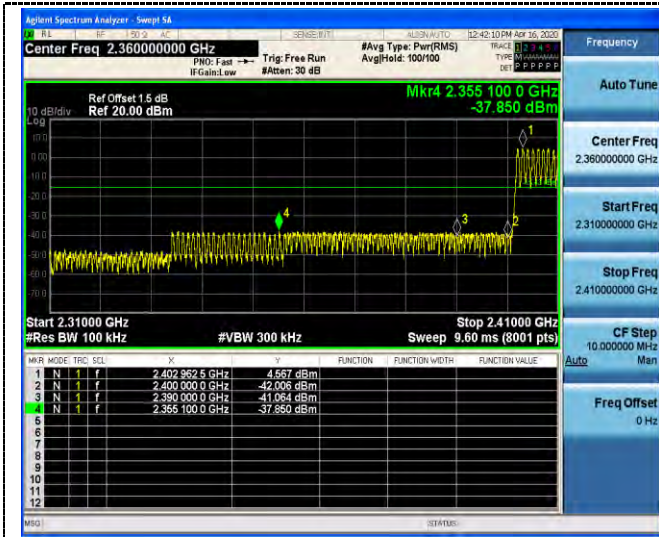 Agilent Spectrum Analyzer - Swept SA
RL RF 50 Ω AC SENSE:INT ALIGN AUTO 12:42:10 PM Apr 16, 2020
Center Freq 2.360000000 GHz
PNO: Fast
IFGain:Low
Trig: Free Run
#Atten: 30 dB
#Avg Type: Pwr(RMS)
Avg|Hold: 100/100
TRACE 1 2 3 4 5 6
TYPE M
DET P P P P P P
Ref Offset 1.5 dB
Ref 20.00 dBm
10 dB/div
Log
Mkr4 2.355 100 0 GHz
-37.850 dBm
10.0
0.00
-10.0
-20.0
-30.0
-40.0
-50.0
-60.0
-70.0
1
2
3
4
Start 2.31000 GHz
Stop 2.41000 GHz
#Res BW 100 kHz
#VBW 300 kHz
Sweep 9.60 ms (8001 pts)
MKR MODE TRC SCL X Y FUNCTION FUNCTION WIDTH FUNCTION VALUE
1 N 1 f 2.402 962 5 GHz 4.567 dBm
2 N 1 f 2.400 000 0 GHz -42.006 dBm
3 N 1 f 2.390 000 0 GHz -41.064 dBm
4 N 1 f 2.355 100 0 GHz -37.850 dBm
5
6
7
8
9
10
11
12
MSG
STATUS
Frequency
Auto Tune
Center Freq
2.360000000 GHz
Start Freq
2.310000000 GHz
Stop Freq
2.410000000 GHz
CF Step
10.000000 MHz
Auto Man
Freq Offset
0 Hz